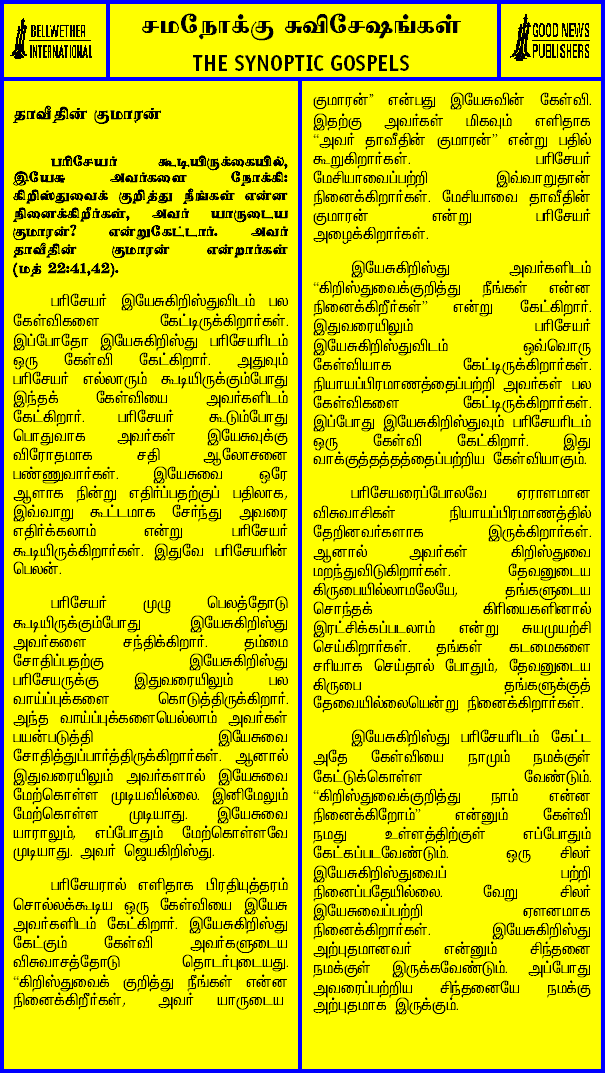 BELLWETHER
INTERNATIONAL
சமநோக்கு சுவிசேஷங்கள்
THE SYNOPTIC GOSPELS
GOOD NEWS
PUBLISHERS
தாவீதின் குமாரன்
பரிசேயர் கூடியிருக்கையில்,
இயேசு அவர்களை நோக்கி:
கிறிஸ்துவைக் குறித்து நீங்கள் என்ன
நினைக்கிறீர்கள், அவர் யாருடைய
குமாரன்? என்றுகேட்டார். அவர்
தாவீதின் குமாரன் என்றார்கள்
(மத் 22:41,42).
பரிசேயர் இயேசுகிறிஸ்துவிடம் பல
கேள்விகளை கேட்டிருக்கிறார்கள்.
இப்போதோ இயேசுகிறிஸ்து பரிசேயரிடம்
ஒரு கேள்வி கேட்கிறார். அதுவும்
பரிசேயர் எல்லாரும் கூடியிருக்கும்போது
இந்தக் கேள்வியை அவர்களிடம்
கேட்கிறார். பரிசேயர் கூடும்போது
பொதுவாக அவர்கள் இயேசுவுக்கு
விரோதமாக சதி ஆலோசனை
பண்ணுவார்கள். இயேசுவை ஒரே
ஆளாக நின்று எதிர்ப்பதற்குப் பதிலாக,
இவ்வாறு கூட்டமாக சேர்ந்து அவரை
எதிர்க்கலாம் என்று பரிசேயர்
கூடியிருக்கிறார்கள். இதுவே பரிசேயரின்
பெலன்.
பரிசேயர் முழு பெலத்தோடு
கூடியிருக்கும்போது இயேசுகிறிஸ்து
அவர்களை சந்திக்கிறார். தம்மை
சோதிப்பதற்கு இயேசுகிறிஸ்து
பரிசேயருக்கு இதுவரையிலும் பல
வாய்ப்புக்களை கொடுத்திருக்கிறார்.
அந்த வாய்ப்புக்களையெல்லாம் அவர்கள்
பயன்படுத்தி இயேசுவை
சோதித்துப்பார்த்திருக்கிறார்கள். ஆனால்
இதுவரையிலும் அவர்களால் இயேசுவை
மேற்கொள்ள முடியவில்லை. இனிமேலும்
மேற்கொள்ள முடியாது. இயேசுவை
யாராலும், எப்போதும் மேற்கொள்ளவே
முடியாது. அவர் ஜெயகிறிஸ்து.
பரிசேயரால் எளிதாக பிரதியுத்தரம்
சொல்லக்கூடிய ஒரு கேள்வியை இயேசு
அவர்களிடம் கேட்கிறார். இயேசுகிறிஸ்து
கேட்கும் கேள்வி அவர்களுடைய
விசுவாசத்தோடு தொடர்புடையது.
“கிறிஸ்துவைக் குறித்து நீங்கள் என்ன
நினைக்கிறீர்கள், அவர் யாருடைய
குமாரன்” என்பது இயேசுவின் கேள்வி.
இதற்கு அவர்கள் மிகவும் எளிதாக
“அவர் தாவீதின் குமாரன்” என்று பதில்
கூறுகிறார்கள். பரிசேயர்
மேசியாவைப்பற்றி இவ்வாறுதான்
நினைக்கிறார்கள். மேசியாவை தாவீதின்
குமாரன் என்று பரிசேயர்
அழைக்கிறார்கள்.
இயேசுகிறிஸ்து அவர்களிடம்
“கிறிஸ்துவைக்குறித்து நீங்கள் என்ன
நினைக்கிறீர்கள்” என்று கேட்கிறார்.
இதுவரையிலும் பரிசேயர்
இயேசுகிறிஸ்துவிடம் ஒவ்வொரு
கேள்வியாக கேட்டிருக்கிறார்கள்.
நியாயப்பிரமாணத்தைப்பற்றி அவர்கள் பல
கேள்விகளை கேட்டிருக்கிறார்கள்.
இப்போது இயேசுகிறிஸ்துவும் பரிசேயரிடம்
ஒரு கேள்வி கேட்கிறார். இது
வாக்குத்தத்தத்தைப்பற்றிய கேள்வியாகும்.
பரிசேயரைப்போலவே ஏராளமான
விசுவாசிகள் நியாயப்பிரமாணத்தில்
தேறினவர்களாக இருக்கிறார்கள்.
ஆனால் அவர்கள் கிறிஸ்துவை
மறந்துவிடுகிறார்கள். தேவனுடைய
கிருபையில்லாமலேயே, தங்களுடைய
சொந்தக் கிரியைகளினால்
இரட்சிக்கப்படலாம் என்று சுயமுயற்சி
செய்கிறார்கள். தங்கள் கடமைகளை
சரியாக செய்தால் போதும், தேவனுடைய
கிருபை தங்களுக்குத்
தேவையில்லையென்று நினைக்கிறார்கள்.
இயேசுகிறிஸ்து பரிசேயரிடம் கேட்ட
அதே கேள்வியை நாமும் நமக்குள்
கேட்டுக்கொள்ள வேண்டும்.
“கிறிஸ்துவைக்குறித்து நாம் என்ன
நினைக்கிறோம்” என்னும் கேள்வி
நமது உள்ளத்திற்குள் எப்போதும்
கேட்கப்படவேண்டும். ஒரு சிலர்
இயேசுகிறிஸ்துவைப் பற்றி
நினைப்பதேயில்லை. வேறு சிலர்
இயேசுவைப்பற்றி ஏளனமாக
நினைக்கிறார்கள். இயேசுகிறிஸ்து
அற்புதமானவர் என்னும் சிந்தனை
நமக்குள் இருக்கவேண்டும். அப்போது
அவரைப்பற்றிய சிந்தனையே நமக்கு
அற்புதமாக இருக்கும்.